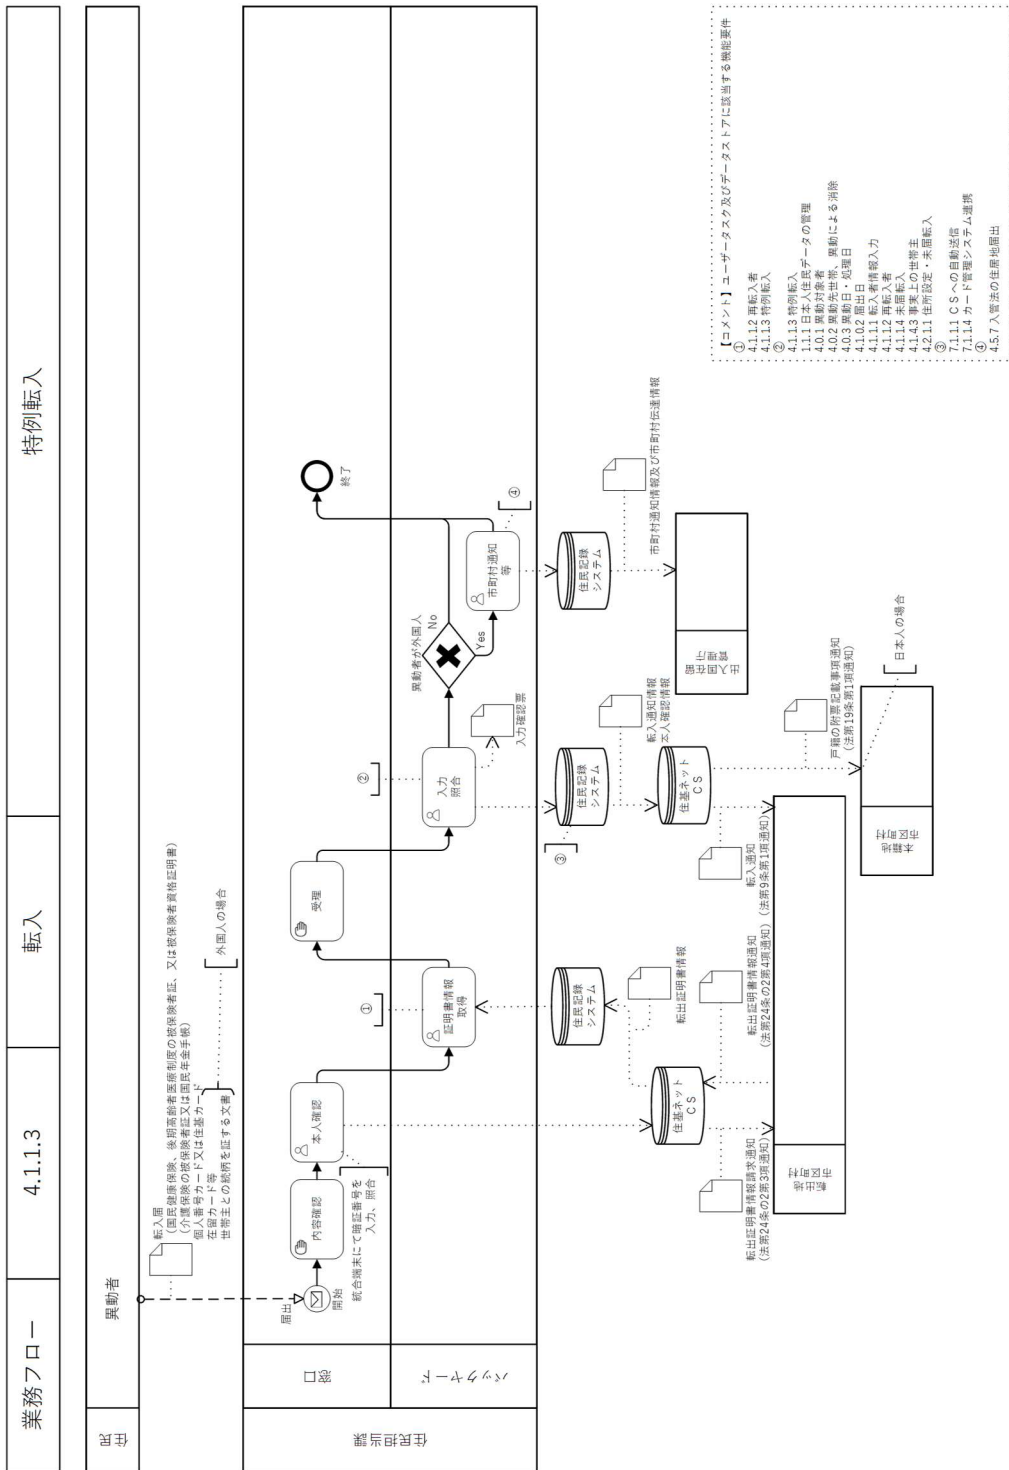 業務フロー
4.1.1.3
転入
特例転入
住民
異動者
転入届
(国民健康保険、後期高齢者医療制度の被保険者証、又は被保険者資格証明書)
(介護保険の被保険者証又は国民年金手帳)
個人番号カード又は住基カード
在留カード等
世帯主との続柄を証する文書
外国人の場合
住民担当課
窓口
バックヤード
届出
開始
内容確認
本人確認
統合端末にて暗証番号を
入力、照合
証明書情報
取得
①
受理
入力
照合
②
入力確認票
異動者が外国人
No
Yes
市町村通知
等
④
終了
住基ネット
CS
転出証明書情報請求通知
(法第24条の2第3項通知)
転出証明書情報通知
(法第24条の2第4項通知)
転出証明書情報
住民記録
システム
住民記録
システム
③
転入通知情報
本人確認情報
住基ネット
CS
転入通知
(法第9条第1項通知)
戸籍の附票記載事項通知
(法第19条第1項通知)
転出地
市区町村
本籍地
市区町村
日本人の場合
住民記録
システム
市町村通知情報及び市町村伝達情報
出入国在留
管理庁
【コメント】ユーザータスク及びデータストアに該当する機能要件
①
4.1.1.2 再転入者
4.1.1.3 特例転入
②
4.1.1.3 特例転入
1.1.1 日本人住民データの管理
4.0.1 異動対象者
4.0.2 異動先世帯、異動による消除
4.0.3 異動日・処理日
4.1.0.2 届出日
4.1.1.1 転入者情報入力
4.1.1.2 再転入者
4.1.1.4 未届転入
4.1.4.3 事実上の世帯主
4.2.1.1 住所設定・未届転入
③
7.1.1.1 CSへの自動送信
7.1.1.4 カード管理システム連携
④
4.5.7 入管法の住居地届出